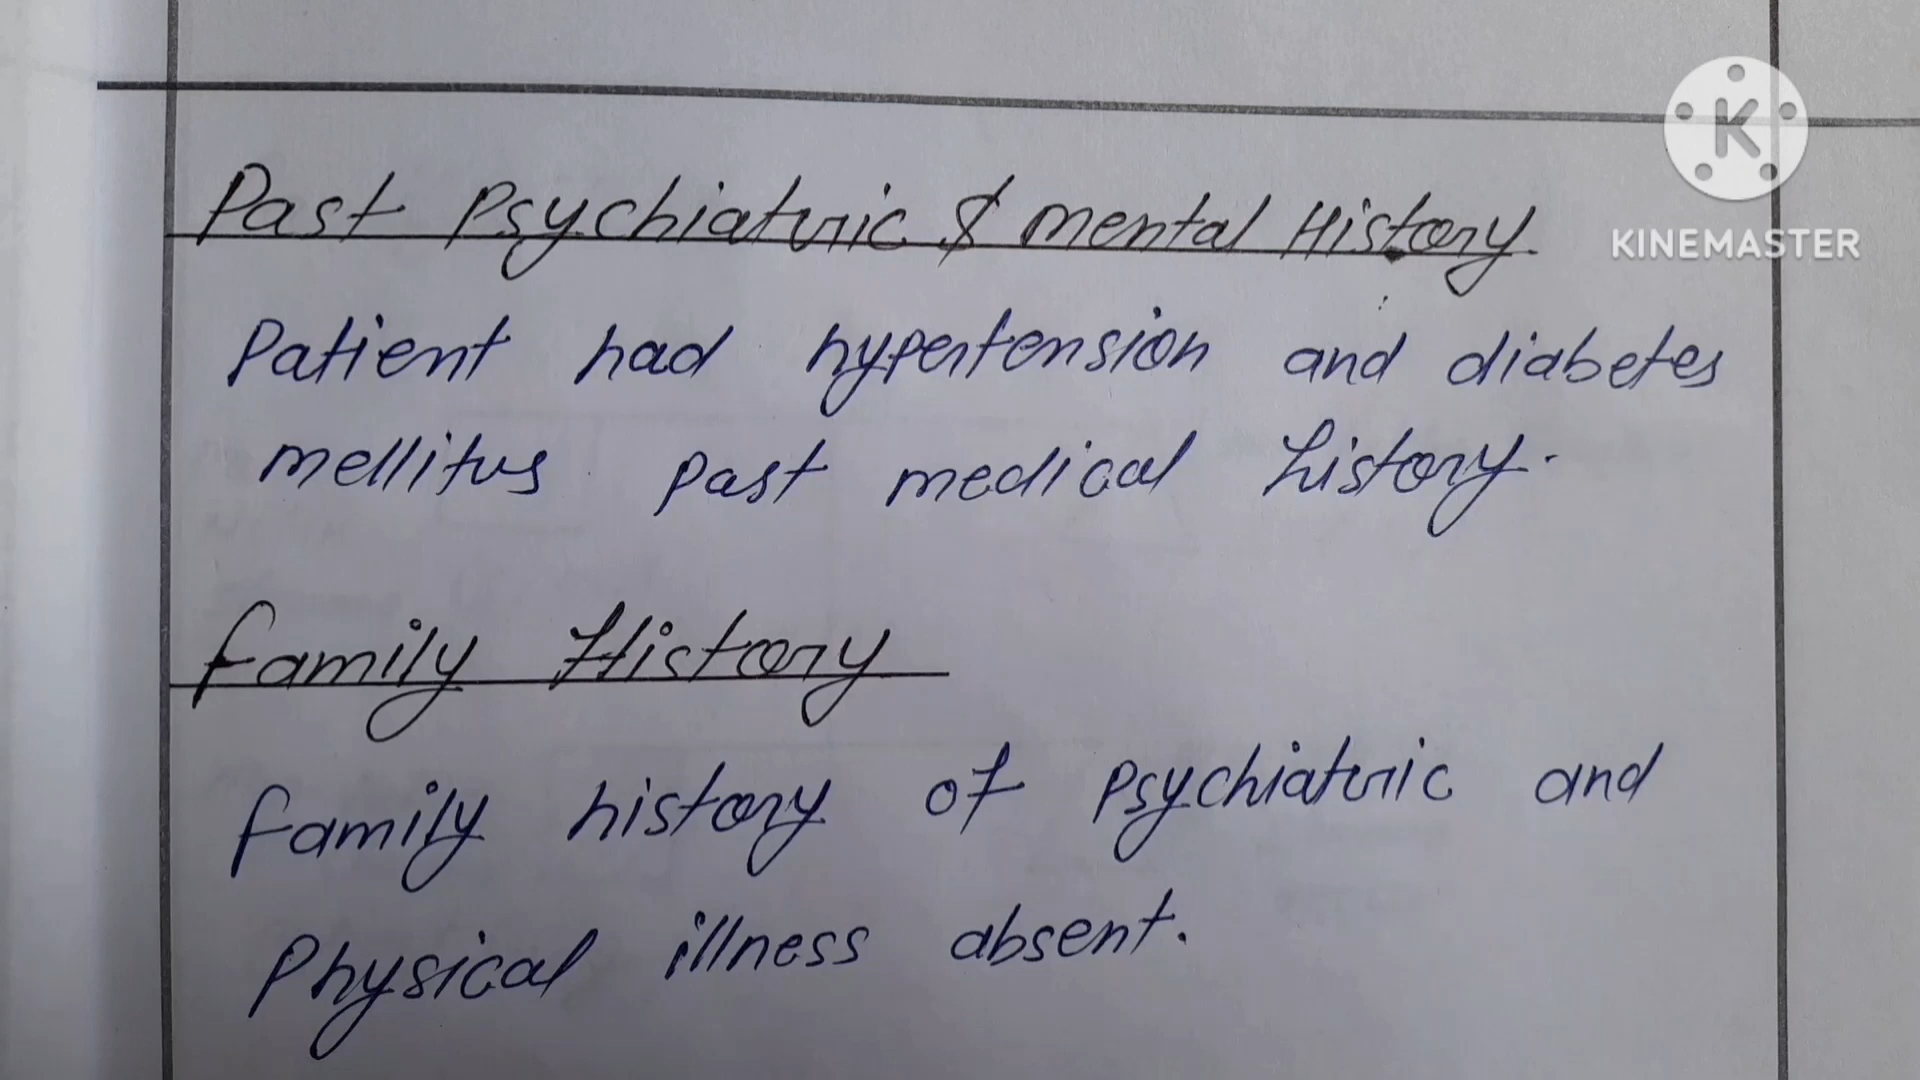 Past Psychiatric & mental History
K
KINEMASTER
Patient had hypertension and diabetes
mellitus past medical history.
Family History
Family history of psychiatric and
Physical illness absent.